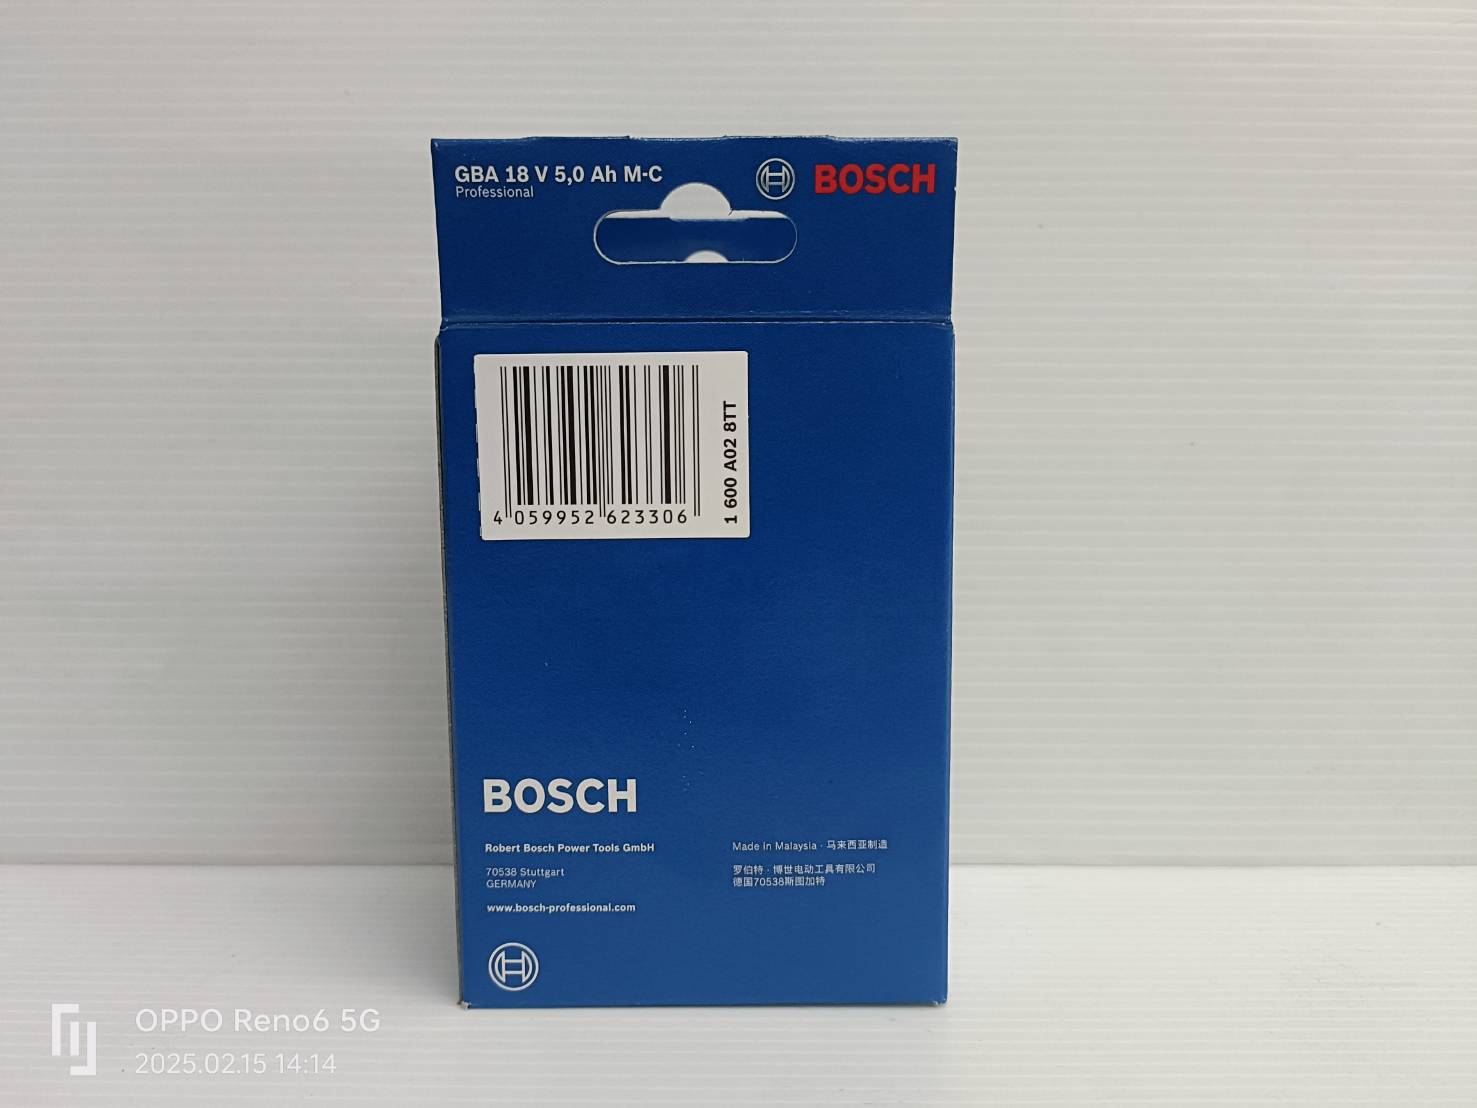 GBA 18 V 5,0 Ah M-C
Professional
BOSCH
4 059952 623306
1 600 A02 8TT
BOSCH
Robert Bosch Power Tools GmbH
70538 Stuttgart
GERMANY
www.bosch-professional.com
Made in Malaysia · 马来西亚制造
罗伯特 · 博世电动工具有限公司
德国70538斯图加特
OPPO Reno6 5G
2025.02.15 14:14